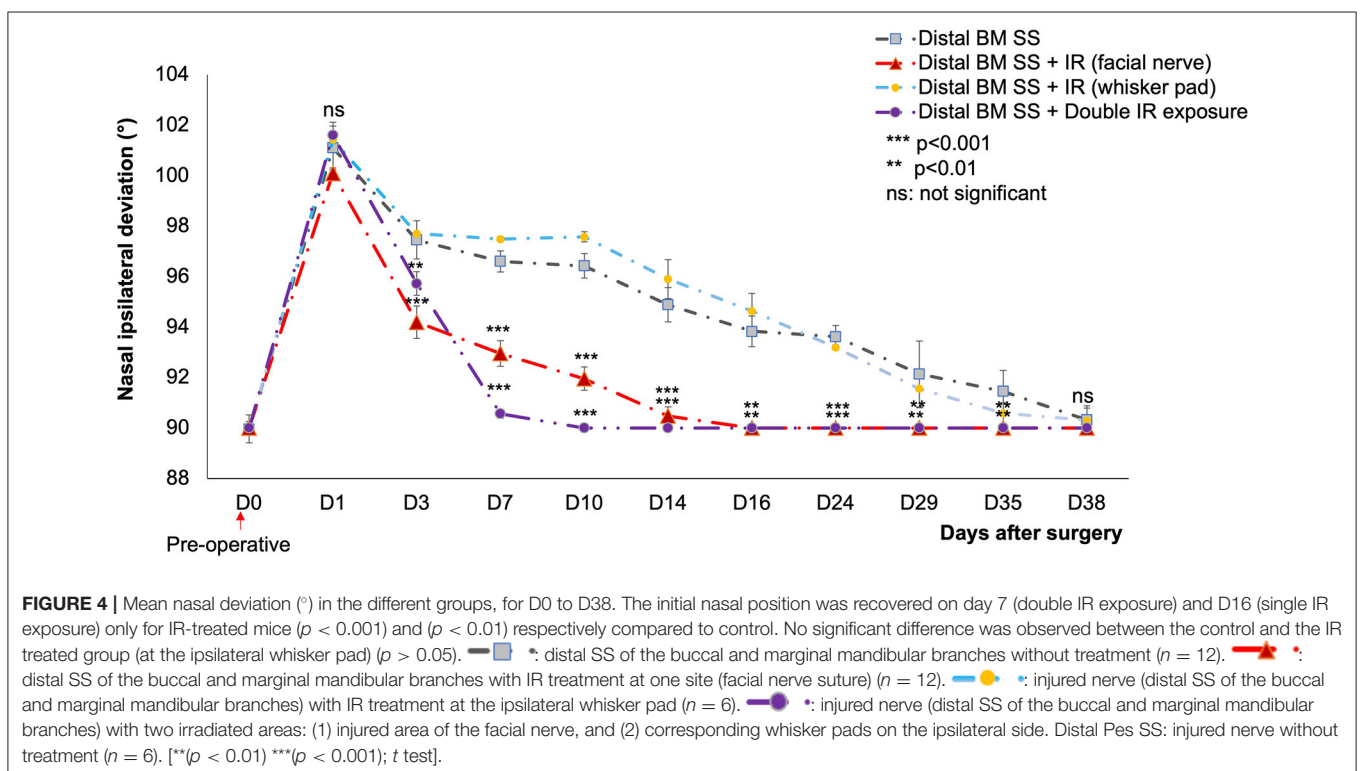 Distal BM SS
Distal BM SS + IR (facial nerve)
Distal BM SS + IR (whisker pad)
Distal BM SS + Double IR exposure
*** p<0.001
** p<0.01
ns: not significant
Nasal ipsilateral deviation (°)
104
102
100
98
96
94
92
90
88
ns
**
***
***
***
***
***
***
***
**
**
***
***
**
**
**
**
ns
D0 D1 D3 D7 D10 D14 D16 D24 D29 D35 D38
Pre-operative
Days after surgery
FIGURE 4 | Mean nasal deviation (°) in the different groups, for D0 to D38. The initial nasal position was recovered on day 7 (double IR exposure) and D16 (single IR
exposure) only for IR-treated mice (p < 0.001) and (p < 0.01) respectively compared to control. No significant difference was observed between the control and the IR
treated group (at the ipsilateral whisker pad) (p > 0.05). : distal SS of the buccal and marginal mandibular branches without treatment (n = 12). :
distal SS of the buccal and marginal mandibular branches with IR treatment at one site (facial nerve suture) (n = 12). : injured nerve (distal SS of the buccal
and marginal mandibular branches) with IR treatment at the ipsilateral whisker pad (n = 6). : injured nerve (distal SS of the buccal and marginal mandibular
branches) with two irradiated areas: (1) injured area of the facial nerve, and (2) corresponding whisker pads on the ipsilateral side. Distal Pes SS: injured nerve without
treatment (n = 6). [**(p < 0.01) ***(p < 0.001); t test].